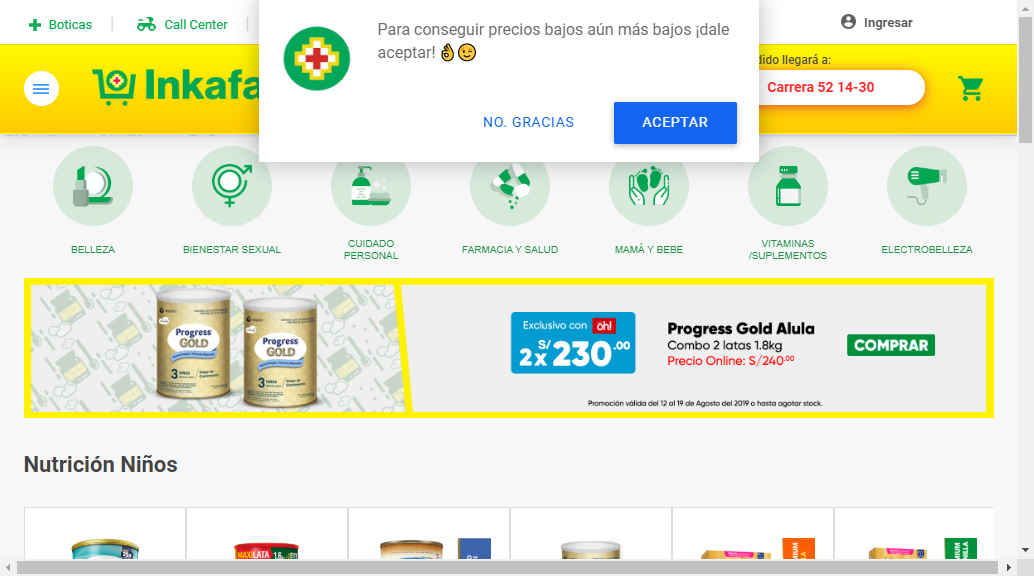 Boticas
Call Center
Ingresar
Para conseguir precios bajos aún más bajos ¡dale
aceptar! 👌😉
NO. GRACIAS
ACEPTAR
dido llegará a:
Carrera 52 14-30
Inkafa
BELLEZA
BIENESTAR SEXUAL
CUIDADO
PERSONAL
FARMACIA Y SALUD
MAMÁ Y BEBE
VITAMINAS
/SUPLEMENTOS
ELECTROBELLEZA
Progress
GOLD
3
Progress
GOLD
3
Exclusivo con oh!
S/
2 x 230.00
Progress Gold Alula
Combo 2 latas 1.8kg
Precio Online: S/240.00
COMPRAR
Promoción válida del 12 al 19 de Agosto del 2019 o hasta agotar stock.
Nutrición Niños
MAXILATA